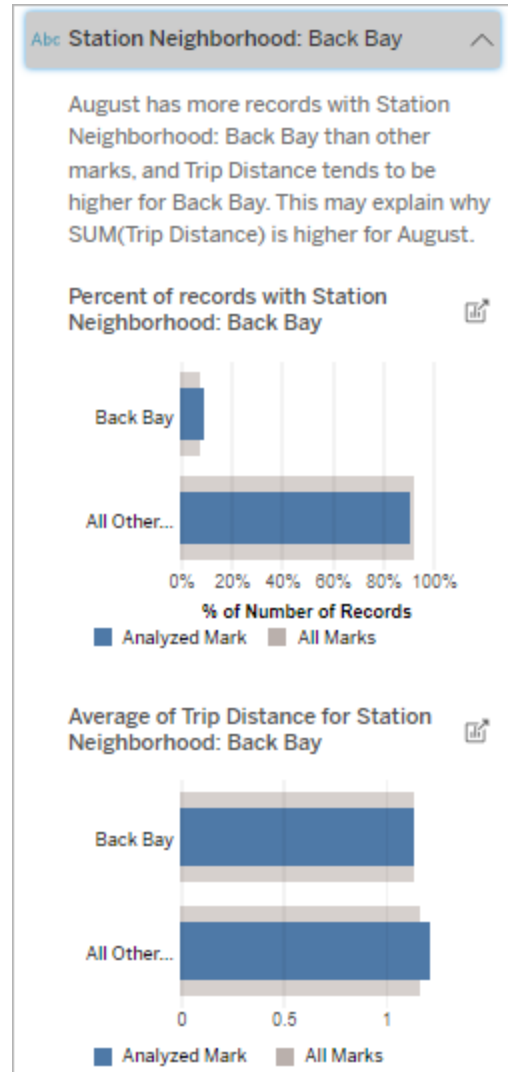 Abc Station Neighborhood: Back Bay
August has more records with Station
Neighborhood: Back Bay than other
marks, and Trip Distance tends to be
higher for Back Bay. This may explain why
SUM(Trip Distance) is higher for August.
Percent of records with Station
Neighborhood: Back Bay
Back Bay
All Other...
0% 20% 40% 60% 80% 100%
% of Number of Records
Analyzed Mark All Marks
Average of Trip Distance for Station
Neighborhood: Back Bay
Back Bay
All Other...
0 0.5 1
Analyzed Mark All Marks